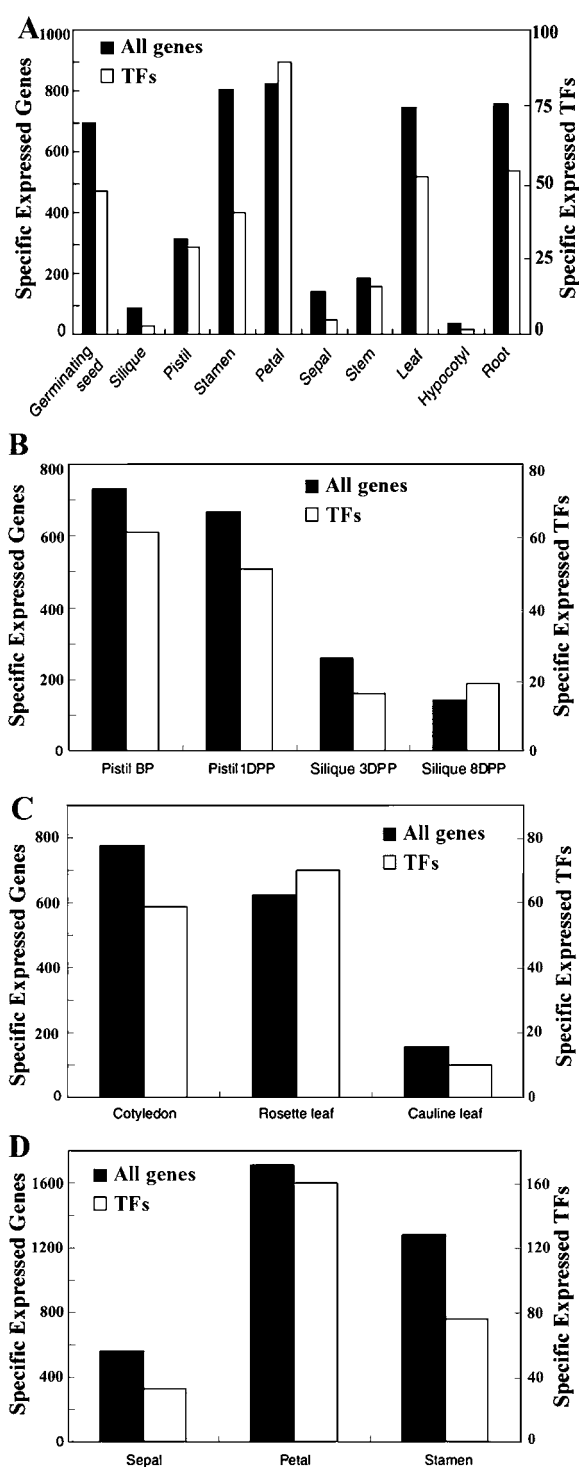 A
1000
800
600
400
200
0
Specific Expressed Genes
All genes
TFs
100
75
50
25
0
Specific Expressed TFs
Germinating seed
Silique
Pistil
Stamen
Petal
Sepal
Stem
Leaf
Hypocotyl
Root
B
800
600
400
200
0
Specific Expressed Genes
All genes
TFs
80
60
40
20
0
Specific Expressed TFs
Pistil BP
Pistil1DPP
Silique 3DPP
Silique 8DPP
C
800
600
400
200
0
Specific Expressed Genes
All genes
TFs
80
60
40
20
0
Specific Expressed TFs
Cotyledon
Rosette leaf
Cauline leaf
D
1600
1200
800
400
0
Specific Expressed Genes
All genes
TFs
160
120
80
40
0
Specific Expressed TFs
Sepal
Petal
Stamen